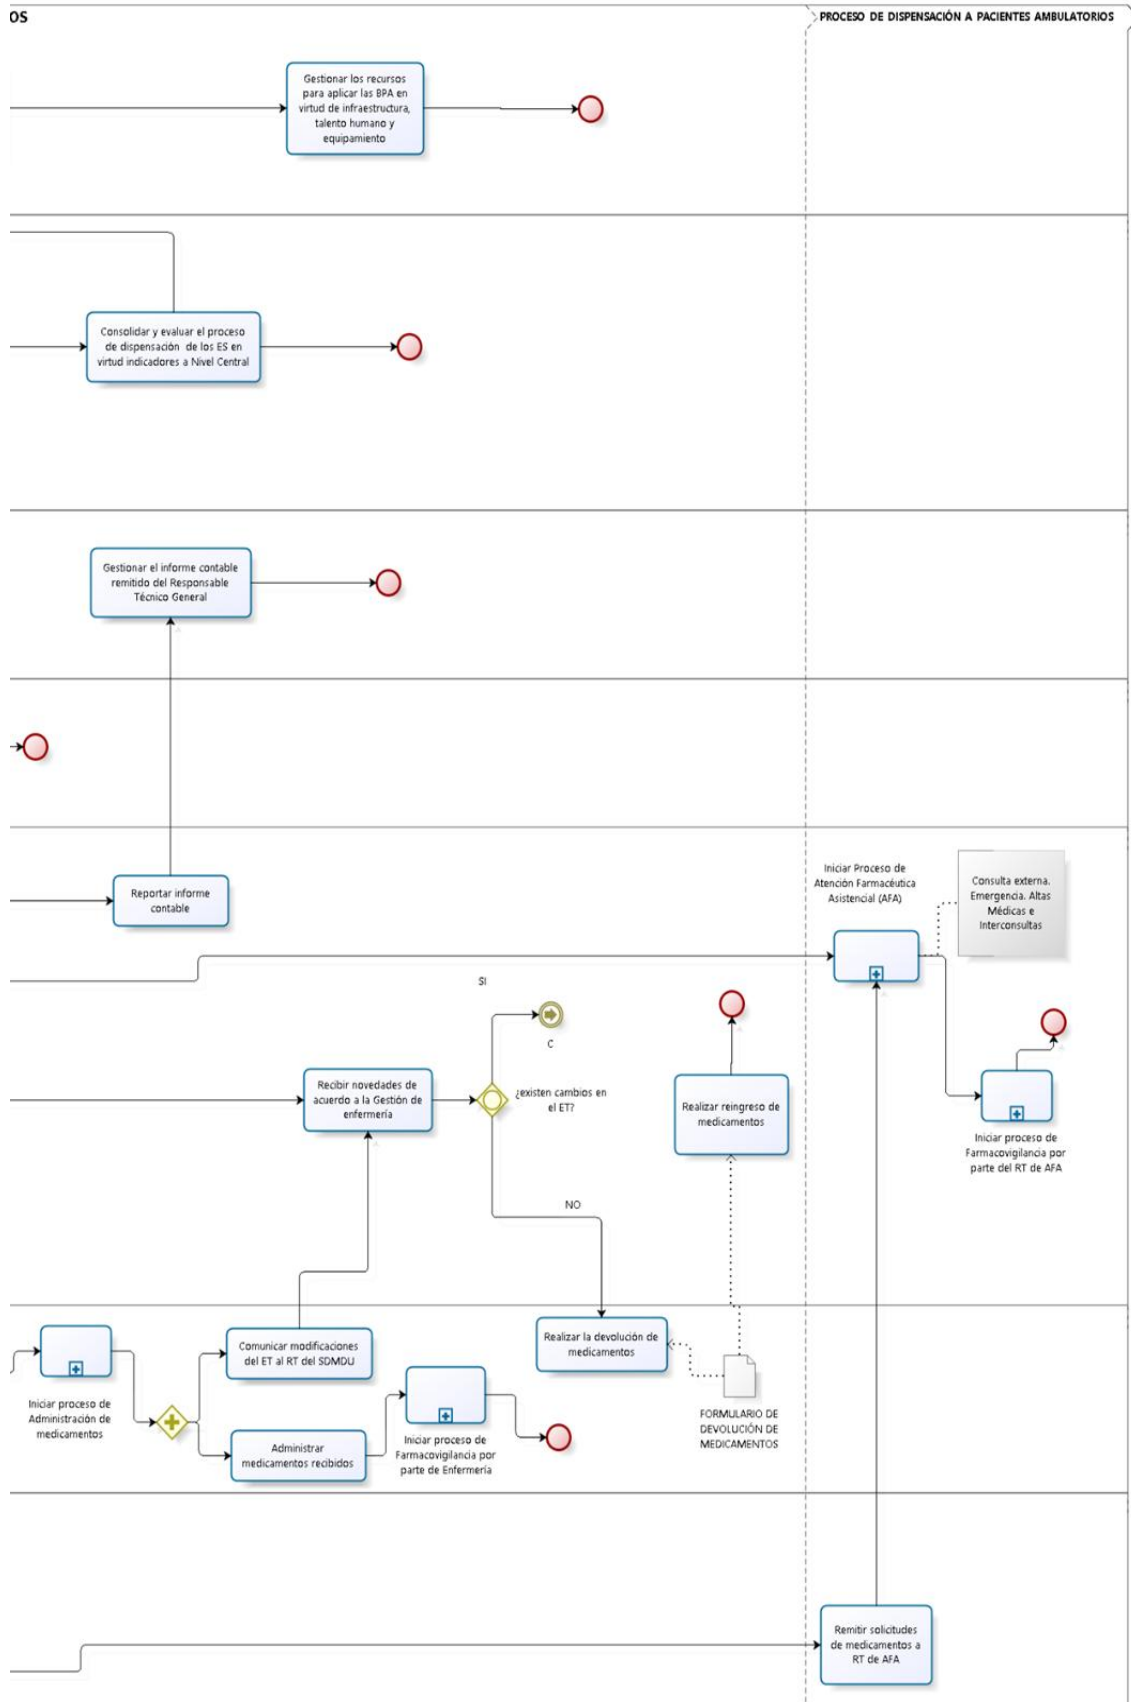 OS
PROCESO DE DISPENSACIÓN A PACIENTES AMBULATORIOS
Gestionar los recursos
para aplicar las BPA en
virtud de infraestructura,
talento humano y
equipamiento
Consolidar y evaluar el proceso
de dispensación de los ES en
virtud indicadores a Nivel Central
Gestionar el informe contable
remitido del Responsable
Técnico General
Reportar informe
contable
Iniciar Proceso de
Atención Farmacéutica
Asistencial (AFA)
Consulta externa.
Emergencia. Altas
Médicas e
Interconsultas
SI
C
Recibir novedades de
acuerdo a la Gestión de
enfermería
¿existen cambios en
el ET?
Realizar reingreso de
medicamentos
Iniciar proceso de
Farmacovigilancia por
parte del RT de AFA
NO
Comunicar modificaciones
del ET al RT del SDMDU
Realizar la devolución de
medicamentos
Iniciar proceso de
Administración de
medicamentos
Administrar
medicamentos recibidos
Iniciar proceso de
Farmacovigilancia por
parte de Enfermería
FORMULARIO DE
DEVOLUCIÓN DE
MEDICAMENTOS
Remitir solicitudes
de medicamentos a
RT de AFA